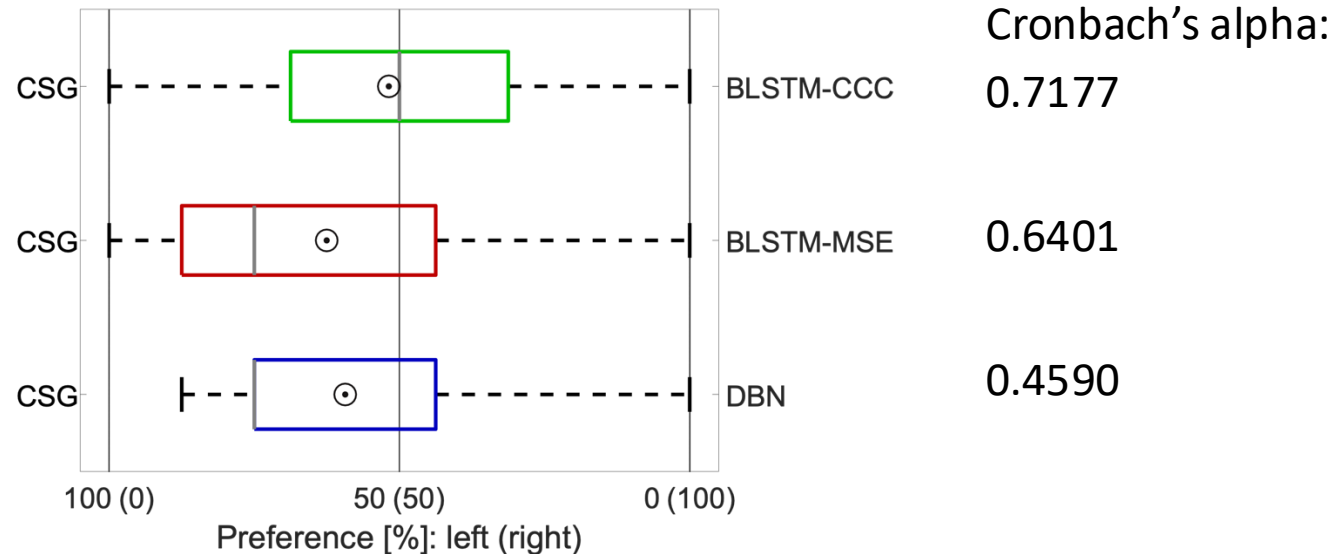 Cronbach's alpha:
CSG BLSTM-CCC 0.7177
CSG BLSTM-MSE 0.6401
CSG DBN 0.4590
100 (0) 50 (50) 0 (100)
Preference [%]: left (right)